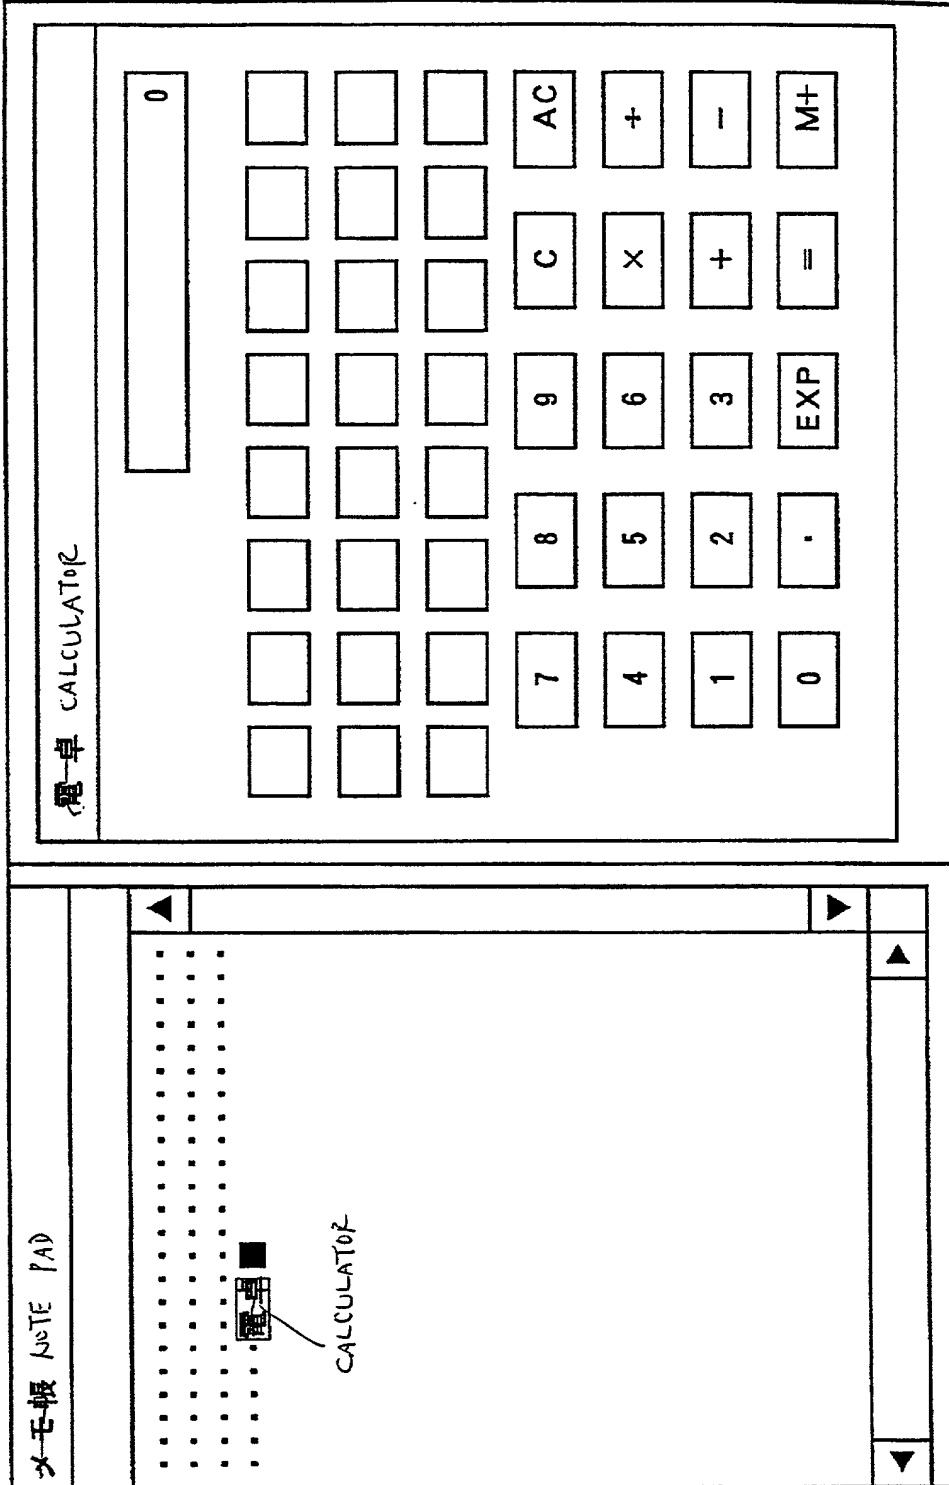 メモ帳 NOTE PAD
電卓
CALCULATOR
電卓 CALCULATOR
0
7 8 9 C AC
4 5 6 × ÷
1 2 3 + −
0 . EXP = M+